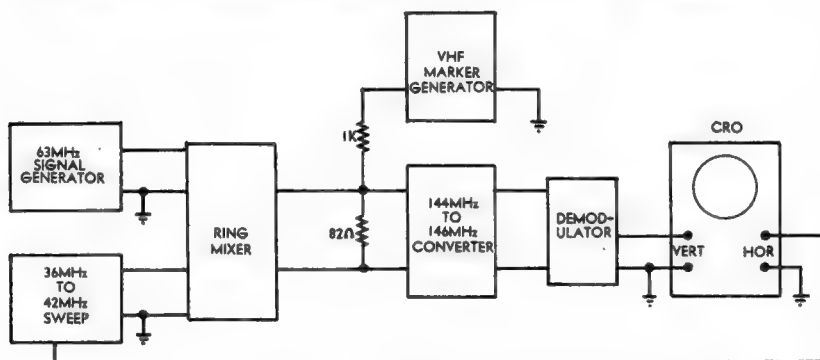 VHF
MARKER
GENERATOR
1K
CRO
63MHz
SIGNAL
GENERATOR
RING
MIXER
82Ω
144MHz
TO
146MHz
CONVERTER
DEMOD-
ULATOR
VERT
HOR
36MHz
TO
42MHz
SWEEP